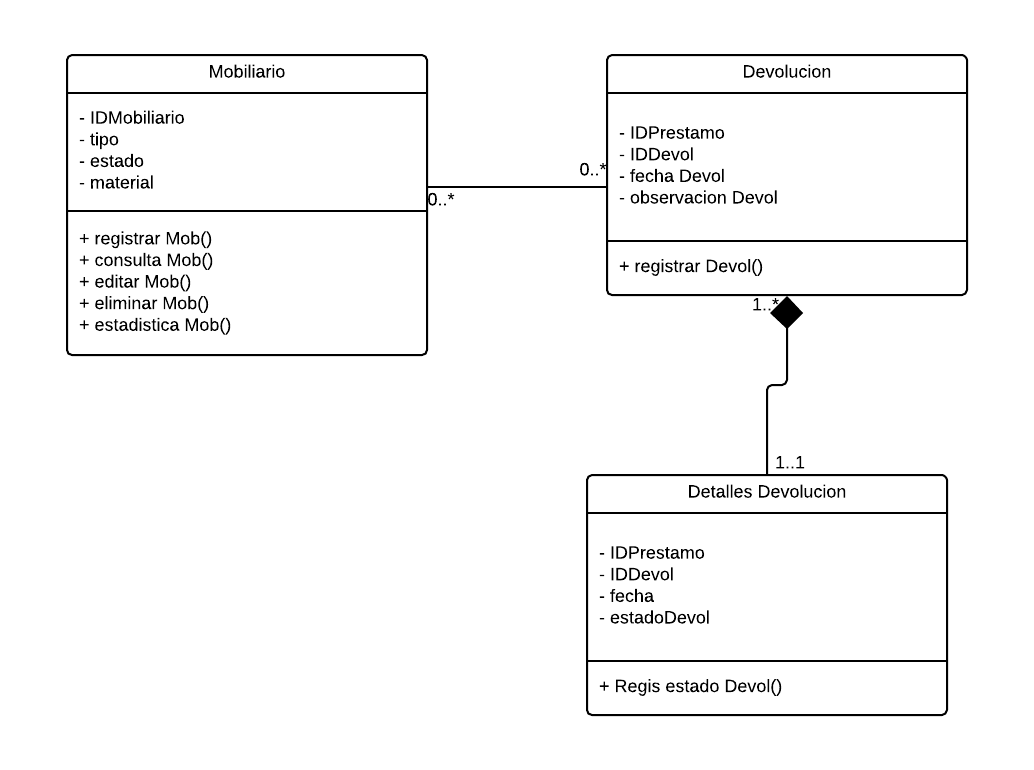 Mobiliario
- IDMobiliario
- tipo
- estado
- material
+ registrar Mob()
+ consulta Mob()
+ editar Mob()
+ eliminar Mob()
+ estadistica Mob()
0..*
0..*
Devolucion
- IDPrestamo
- IDDevol
- fecha Devol
- observacion Devol
+ registrar Devol()
1..*
1..1
Detalles Devolucion
- IDPrestamo
- IDDevol
- fecha
- estadoDevol
+ Regis estado Devol()